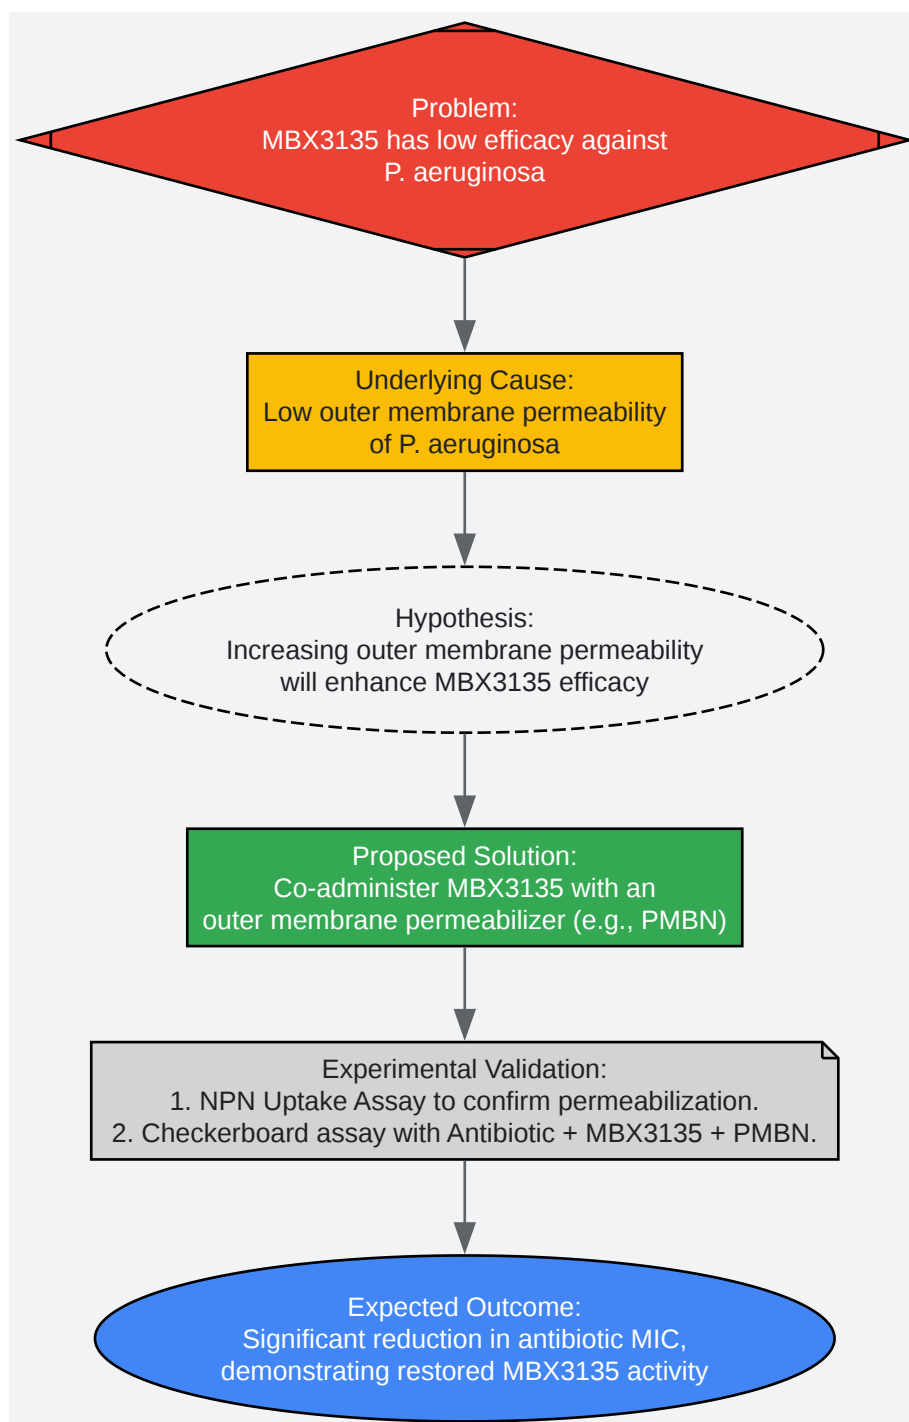 Problem:
MBX3135 has low efficacy against
P. aeruginosa
Underlying Cause:
Low outer membrane permeability
of P. aeruginosa
Hypothesis:
Increasing outer membrane permeability
will enhance MBX3135 efficacy
Proposed Solution:
Co-administer MBX3135 with an
outer membrane permeabilizer (e.g., PMBN)
Experimental Validation:
1. NPN Uptake Assay to confirm permeabilization.
2. Checkerboard assay with Antibiotic + MBX3135 + PMBN.
Expected Outcome:
Significant reduction in antibiotic MIC,
demonstrating restored MBX3135 activity